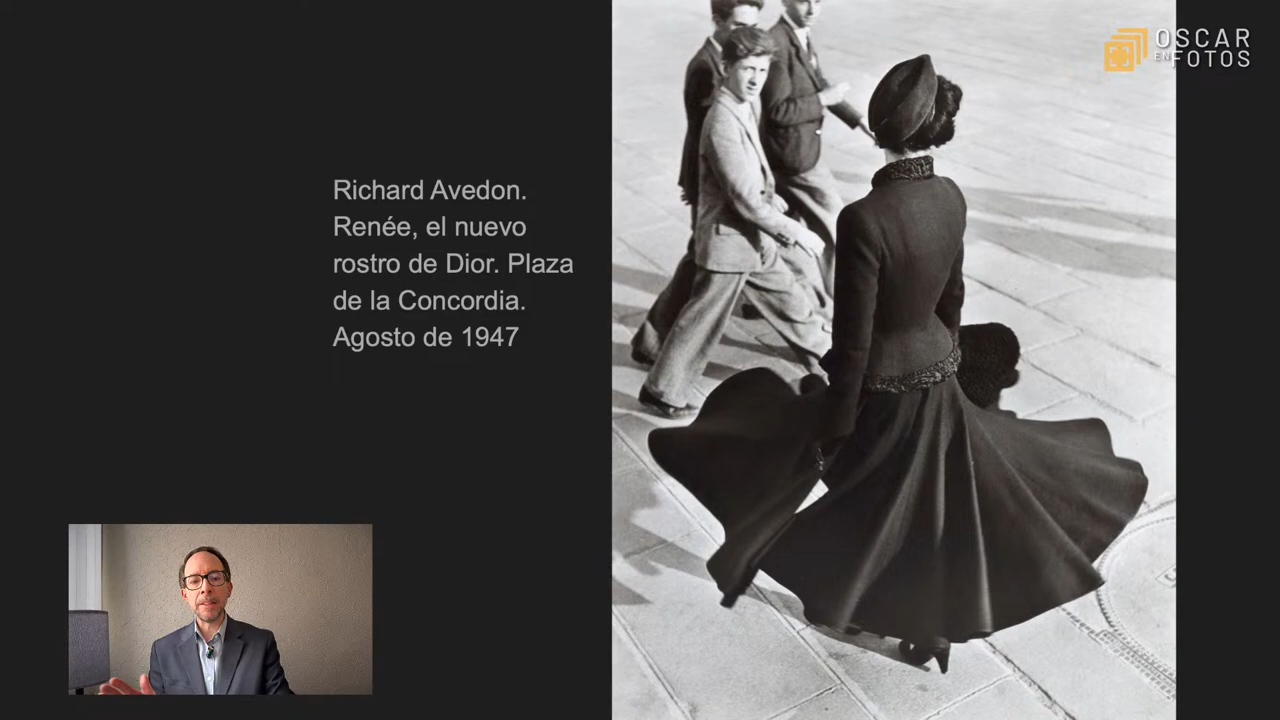 OSCAR
EN FOTOS
Richard Avedon.
Renée, el nuevo
rostro de Dior. Plaza
de la Concordia.
Agosto de 1947